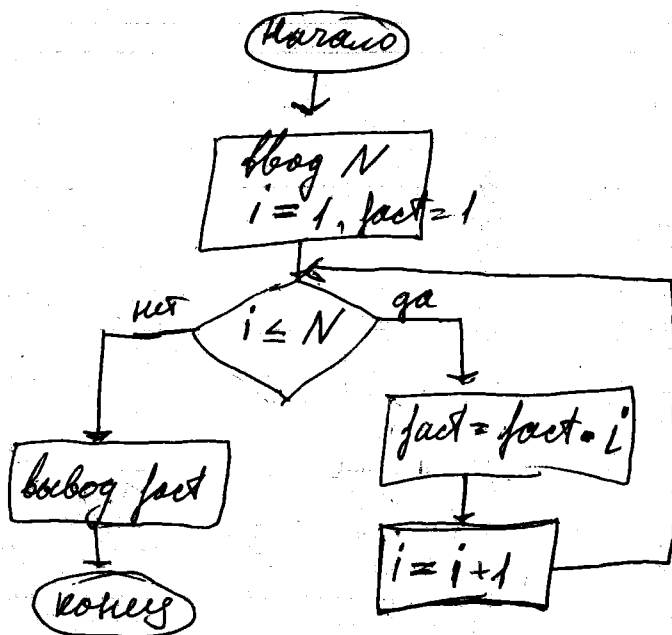 Начало
ввод N
i = 1, fact = 1
i ≤ N
нет
да
fact = fact · i
i = i + 1
вывод fact
конец